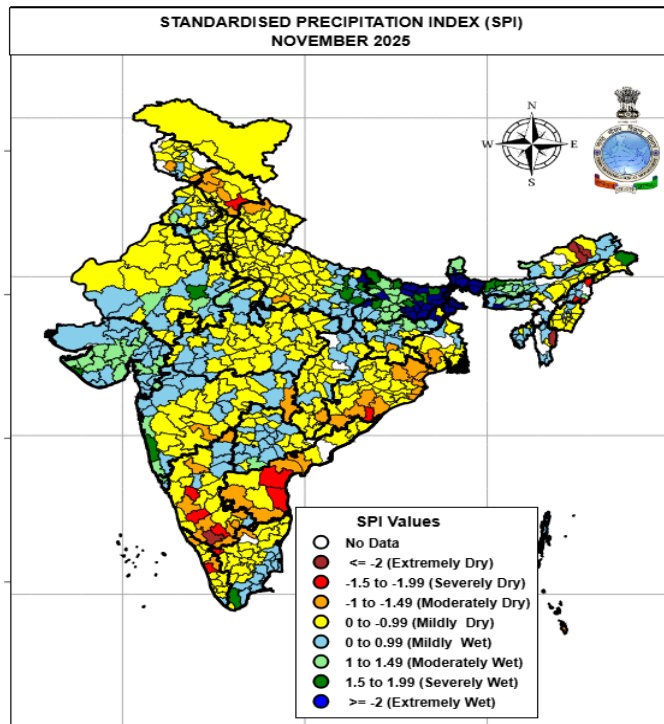 STANDARDISED PRECIPITATION INDEX (SPI)
NOVEMBER 2025
N
W
E
S
SPI Values
No Data
<= -2 (Extremely Dry)
-1.5 to -1.99 (Severely Dry)
-1 to -1.49 (Moderately Dry)
0 to -0.99 (Mildly Dry)
0 to 0.99 (Mildly Wet)
1 to 1.49 (Moderately Wet)
1.5 to 1.99 (Severely Wet)
>= -2 (Extremely Wet)